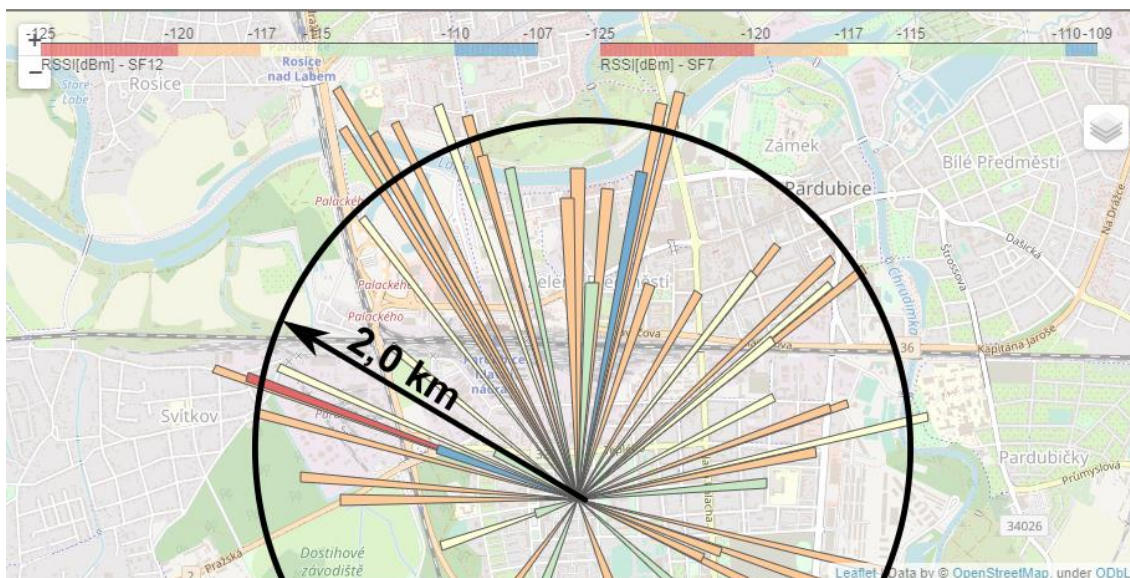 -125 -120 -117 -115 -110 -107
-125 -120 -117 -115 -110-109
+
−
RSSI[dBm] - SF12
RSSI[dBm] - SF7
Rosice
nad Labem
Rosice
Zámek
Bílé Předměstí
Pardubice
Na Drážce
Dašická
Štrossova
Palackého
Chrudimka
Palackého
Palackého
36
Kapitána Jaroše
2,0 km
Svítkov
Pardubičky
Průmyslová
34026
Pražská
Dostihové
závodiště
Leaflet | Data by © OpenStreetMap, under ODbL